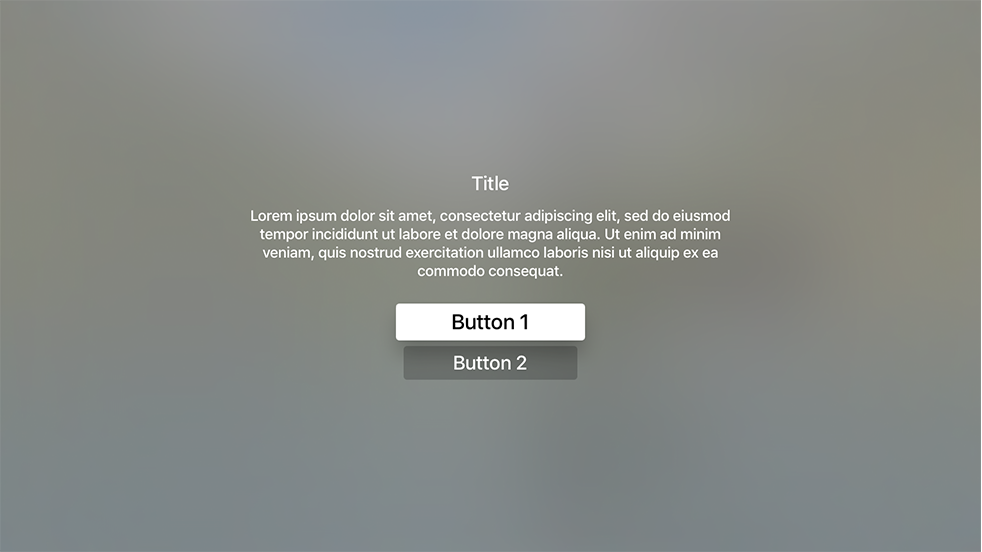 Title
Lorem ipsum dolor sit amet, consectetur adipiscing elit, sed do eiusmod
tempor incididunt ut labore et dolore magna aliqua. Ut enim ad minim
veniam, quis nostrud exercitation ullamco laboris nisi ut aliquip ex ea
commodo consequat.
Button 1
Button 2